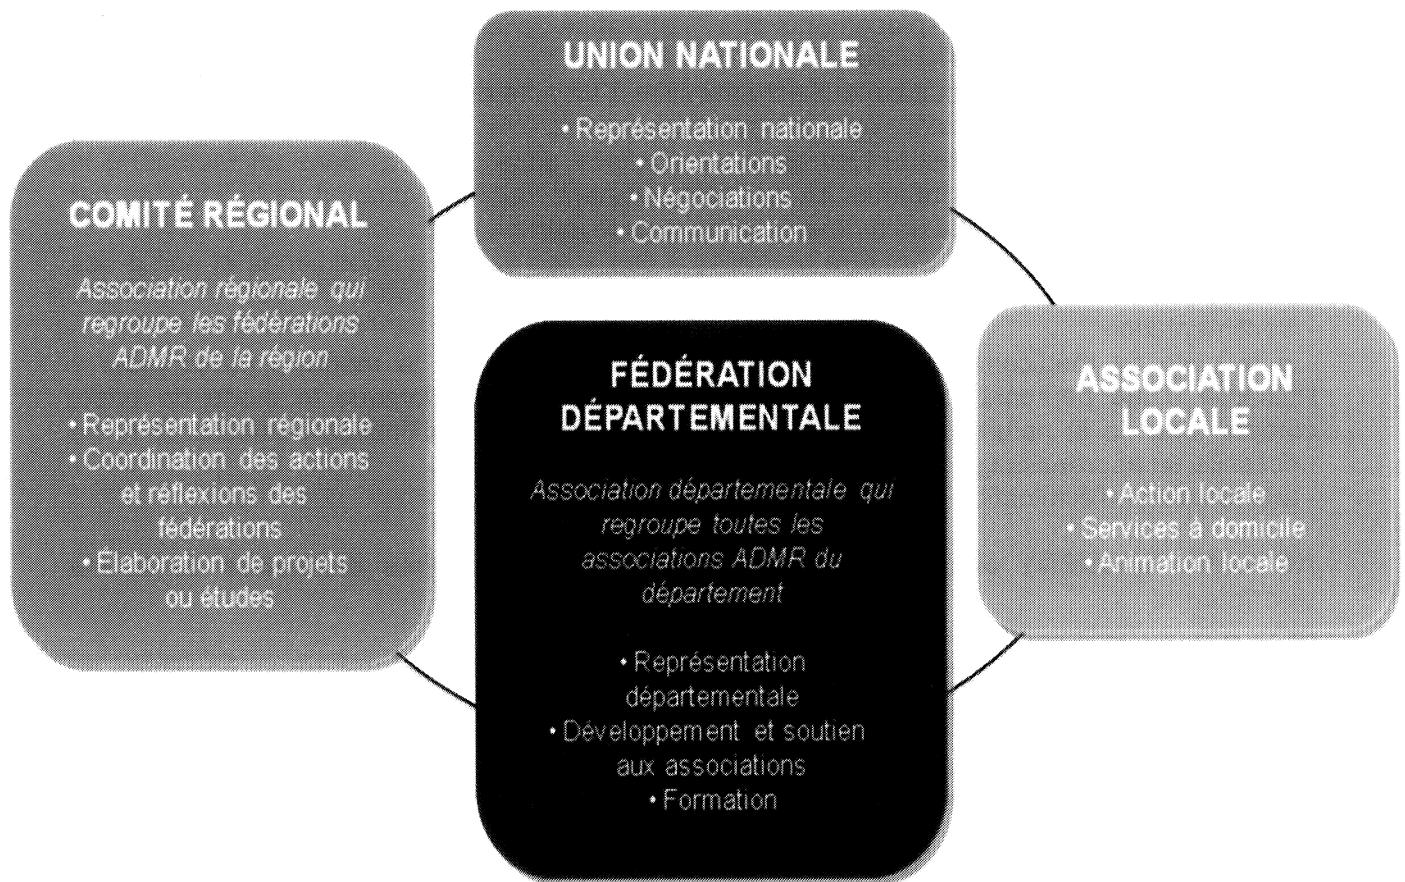 UNION NATIONALE
• Représentation nationale
• Orientations
• Négociations
• Communication
COMITÉ RÉGIONAL
Association régionale qui
regroupe les fédérations
ADMR de la région
• Représentation régionale
• Coordination des actions
et réflexions des
fédérations
• Elaboration de projets
ou études
FÉDÉRATION
DÉPARTEMENTALE
Association départementale qui
regroupe toutes les
associations ADMR du
département
• Représentation
départementale
• Développement et soutien
aux associations
• Formation
ASSOCIATION
LOCALE
• Action locale
• Services à domicile
• Animation locale